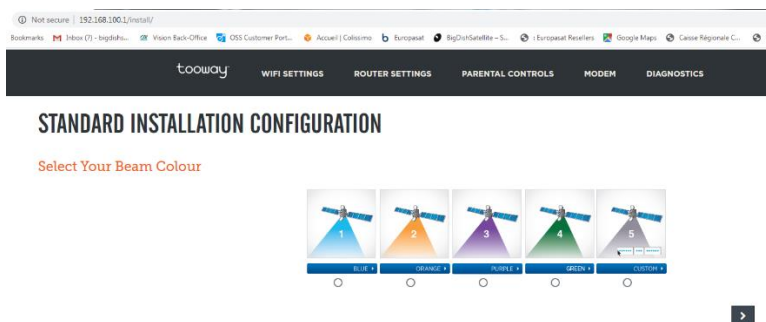 Not secure | 192.168.100.1/install/
Bookmarks Inbox (7) - bigdishs... Vision Back-Office OSS Customer Port... Accueil | Colissimo Europasat BigDishSatellite – S... : Europasat Resellers Google Maps Caisse Régionale C...
tooway WIFI SETTINGS ROUTER SETTINGS PARENTAL CONTROLS MODEM DIAGNOSTICS
STANDARD INSTALLATION CONFIGURATION
Select Your Beam Colour
1 2 3 4 5
BLUE ORANGE PURPLE GREEN CUSTOM